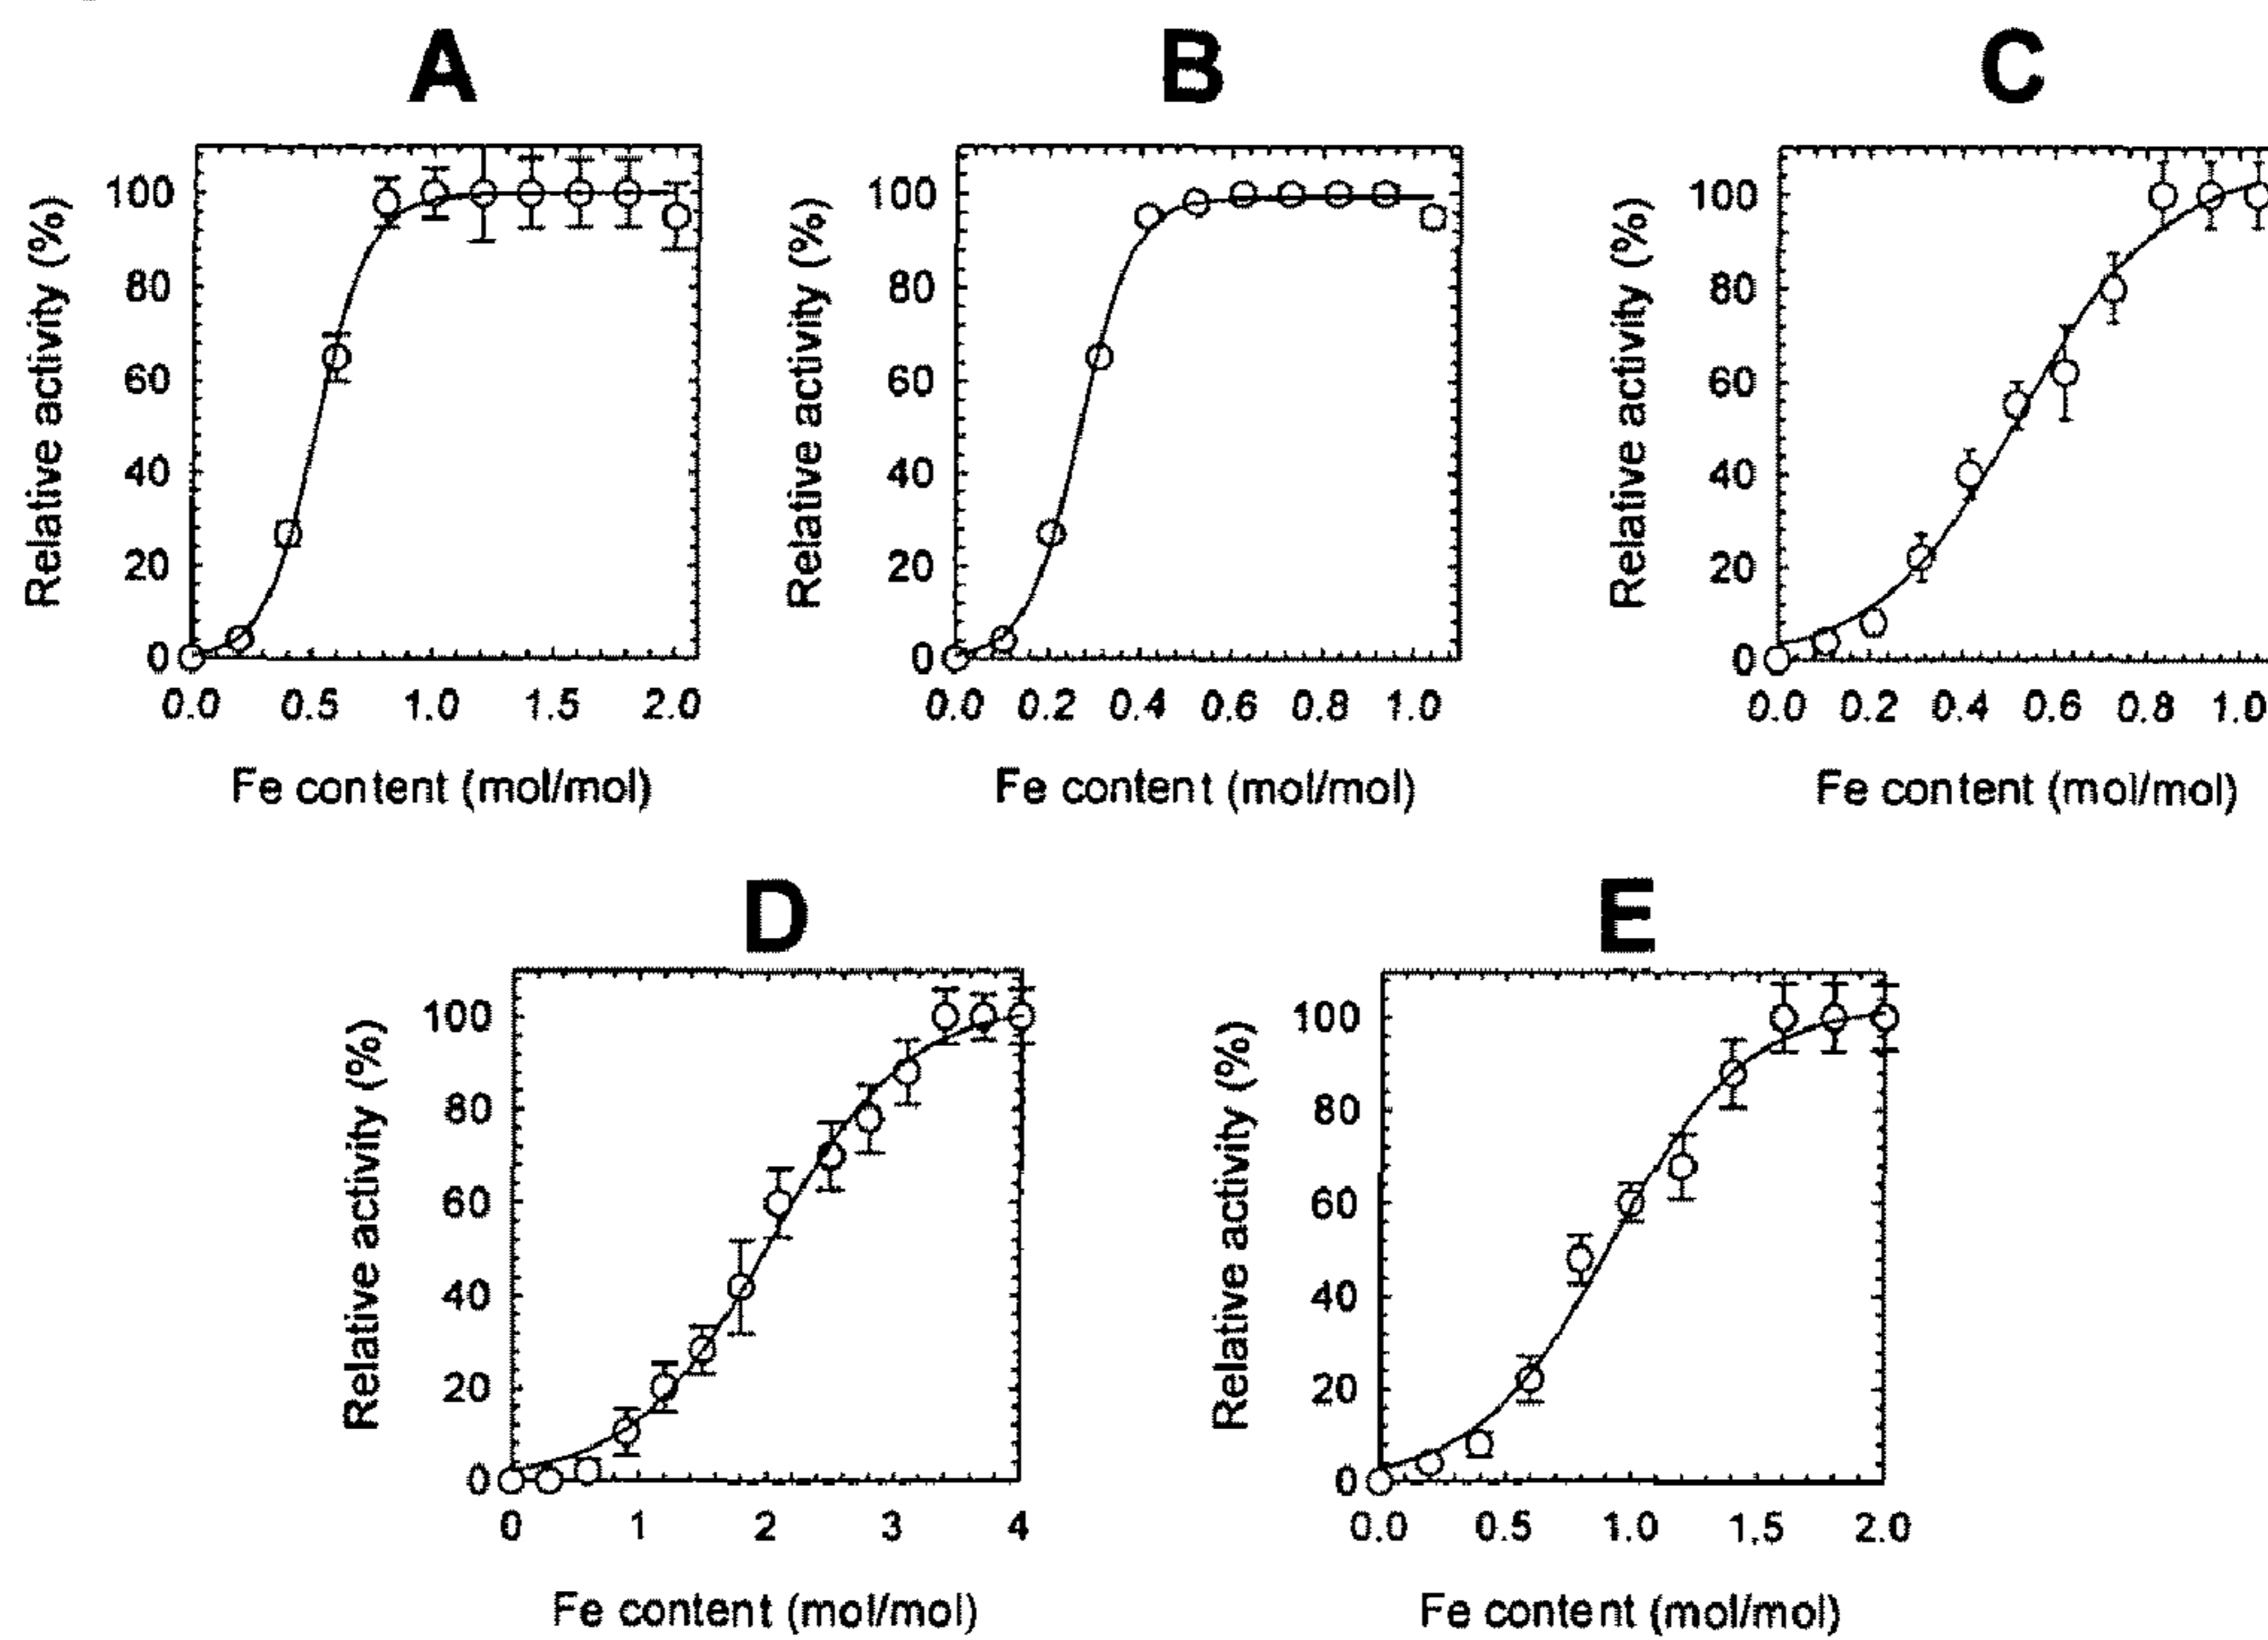 A
B
C
Relative activity (%)
100
80
60
40
20
0
0.0 0.5 1.0 1.5 2.0
Fe content (mol/mol)
Relative activity (%)
100
80
60
40
20
0
0.0 0.2 0.4 0.6 0.8 1.0
Fe content (mol/mol)
Relative activity (%)
100
80
60
40
20
0
0.0 0.2 0.4 0.6 0.8 1.0
Fe content (mol/mol)
D
E
Relative activity (%)
100
80
60
40
20
0
0 1 2 3 4
Fe content (mol/mol)
Relative activity (%)
100
80
60
40
20
0
0.0 0.5 1.0 1.5 2.0
Fe content (mol/mol)